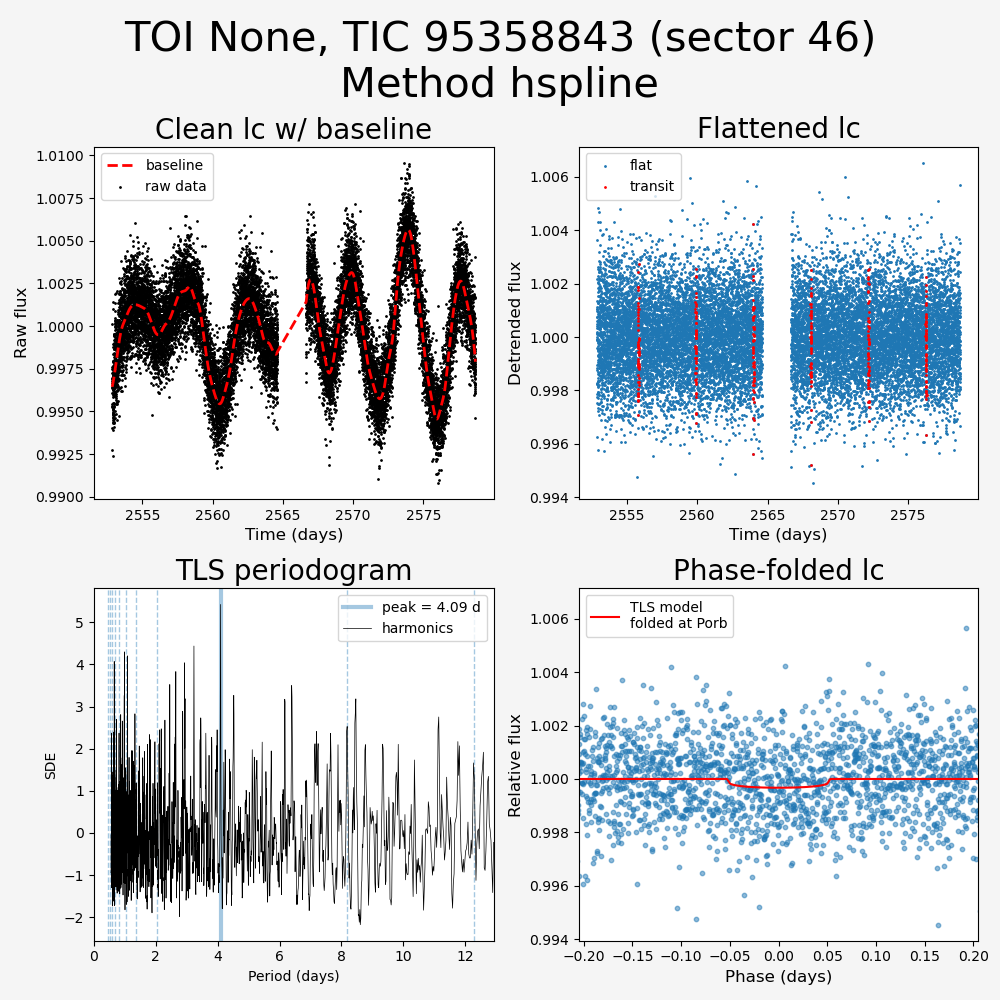 TOI None, TIC 95358843 (sector 46)
Method hspline
Clean lc w/ baseline
baseline
raw data
1.0100
1.0075
1.0050
1.0025
1.0000
0.9975
0.9950
0.9925
0.9900
Raw flux
2555
2560
2565
2570
2575
Time (days)
Flattened lc
flat
transit
1.006
1.004
1.002
1.000
0.998
0.996
0.994
Detrended flux
2555
2560
2565
2570
2575
Time (days)
TLS periodogram
peak = 4.09 d
harmonics
5
4
3
2
1
0
−1
−2
SDE
0
2
4
6
8
10
12
Period (days)
Phase-folded lc
TLS model
folded at Porb
1.006
1.004
1.002
1.000
0.998
0.996
0.994
Relative flux
−0.20
−0.15
−0.10
−0.05
0.00
0.05
0.10
0.15
0.20
Phase (days)